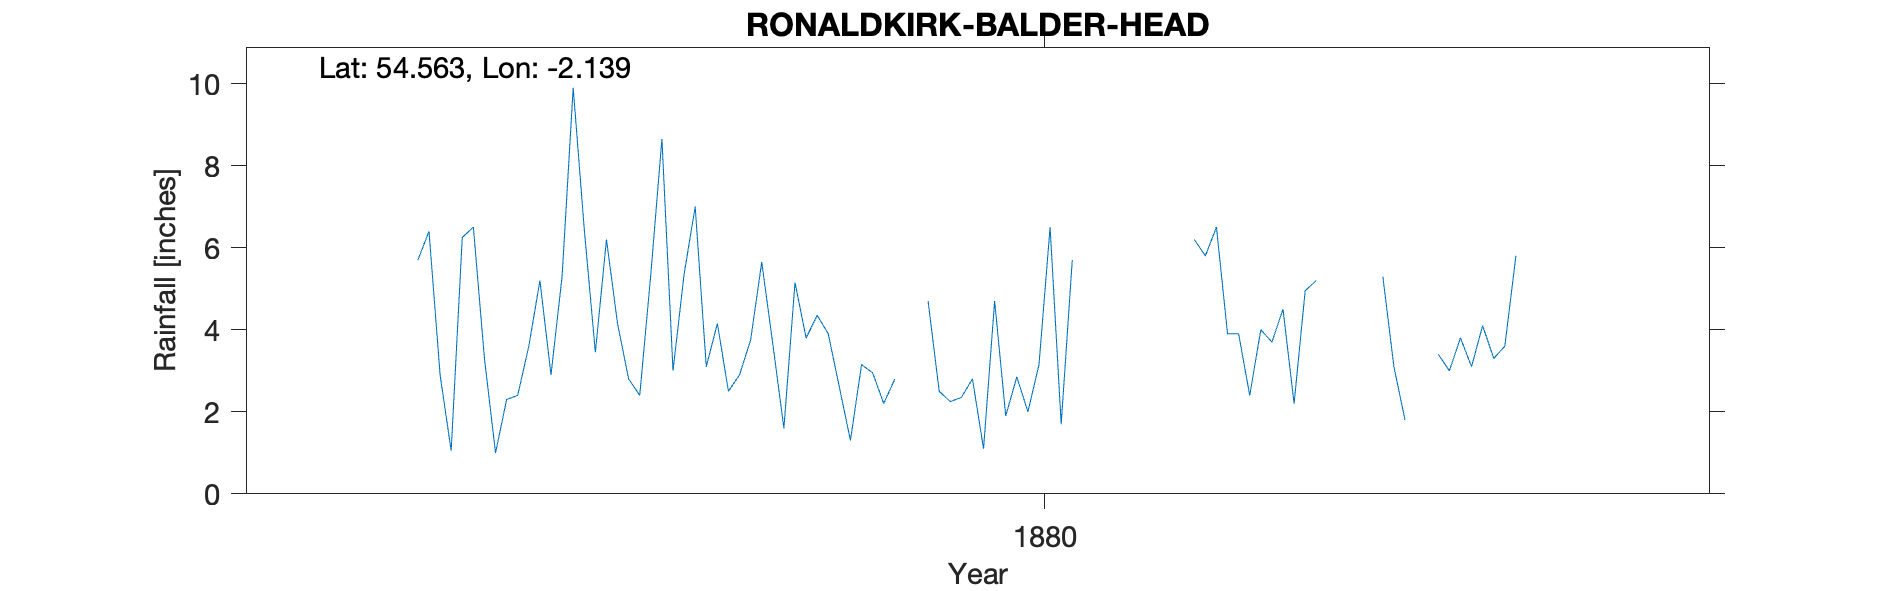 RONALDKIRK-BALDER-HEAD
Lat: 54.563, Lon: -2.139
10
8
6
4
2
0
Rainfall [inches]
1880
Year